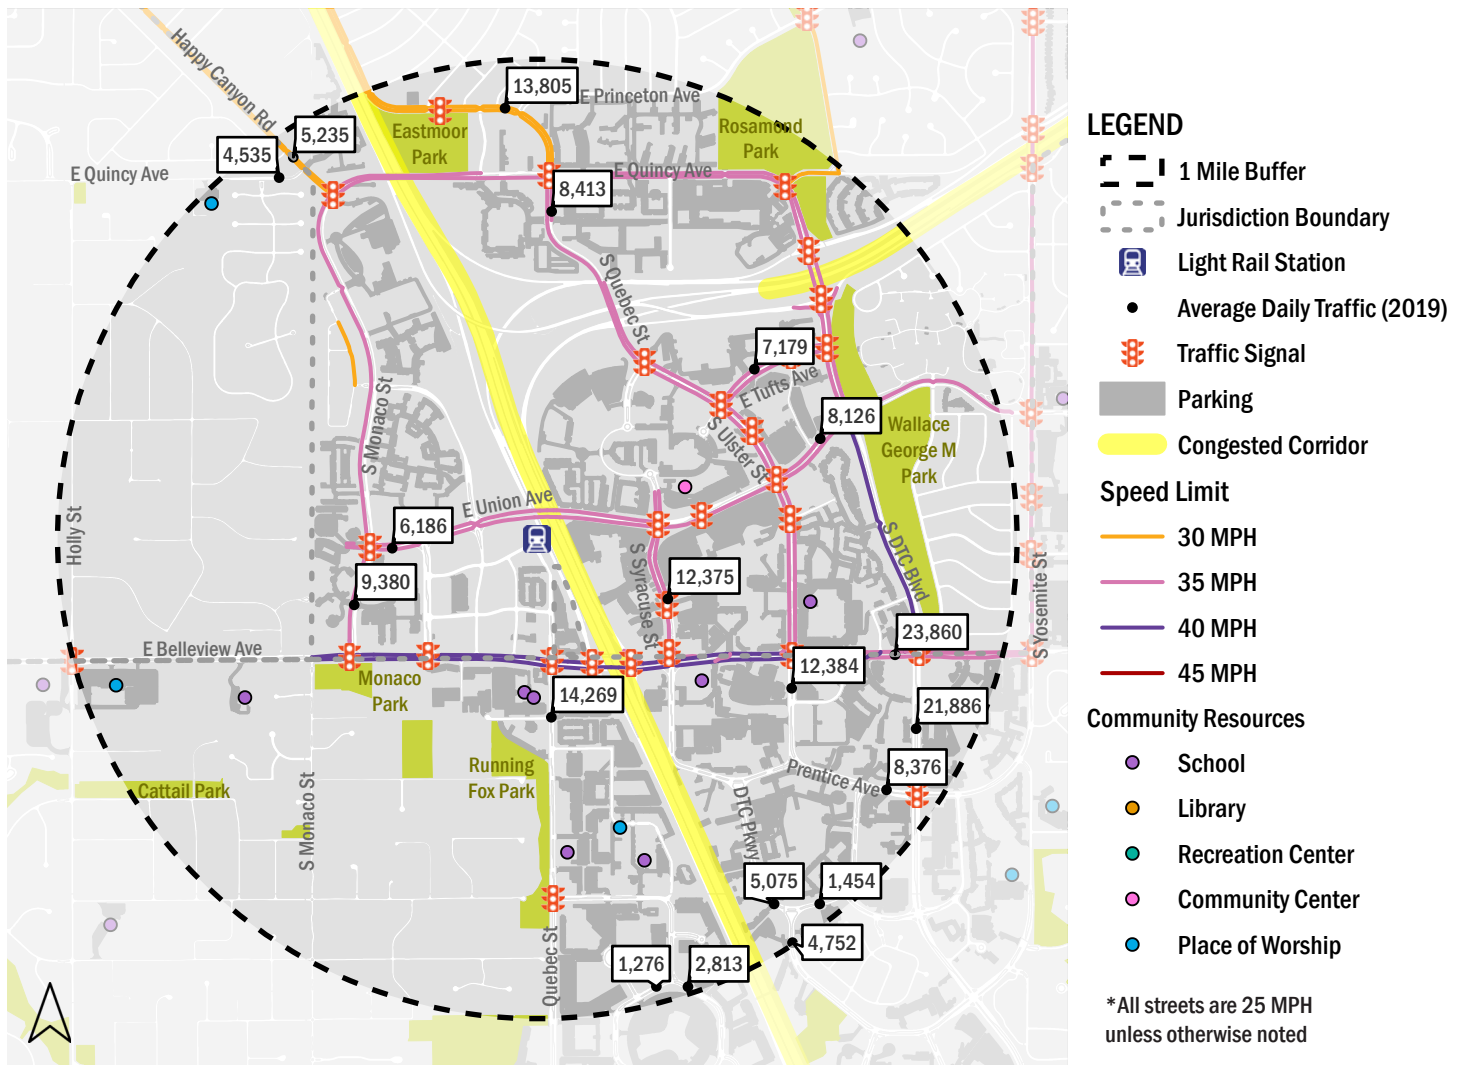 Happy Canyon Rd
13,805
E Princeton Ave
5,235
4,535
Eastmoor
Park
Rosamond
Park
E Quincy Ave
E Quincy Ave
8,413
S Quebec St
7,179
E Tufts Ave
S Monaco St
8,126
Wallace
George M
Park
S Ulster St
E Union Ave
6,186
Holly St
S DTC Blvd
S Syracuse St
12,375
9,380
S Yosemite St
E Belleview Ave
23,860
12,384
Monaco
Park
14,269
21,886
Running
Fox Park
Prentice Ave
8,376
Cattail Park
S Monaco St
DTC Pkwy
5,075
1,454
4,752
Quebec St
1,276
2,813
LEGEND
1 Mile Buffer
Jurisdiction Boundary
Light Rail Station
Average Daily Traffic (2019)
Traffic Signal
Parking
Congested Corridor
Speed Limit
30 MPH
35 MPH
40 MPH
45 MPH
Community Resources
School
Library
Recreation Center
Community Center
Place of Worship
*All streets are 25 MPH
unless otherwise noted